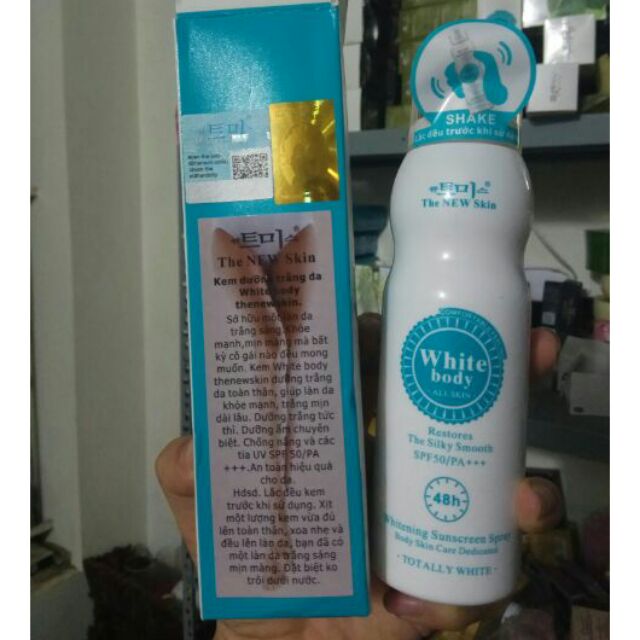 트미
The NEW Skin
Kem dưỡng trắng da
White body
thenewskin.
Sở hữu một làn da
trắng sáng.Khỏe
mạnh,mịn màng mà bất
kỳ cô gái nào đều mong
muốn. Kem White body
thenewskin dưỡng trắng
da toàn thân, giúp làn da
khỏe mạnh, trắng mịn
dài lâu. Dưỡng trắng tức
thì. Dưỡng ẩm chuyên
biệt. Chống nắng và các
tia UV SPF 50/PA
+++.An toàn hiệu quả
cho da.
Hdsd. Lắc đều kem
trước khi sử dụng. Xịt
một lượng kem vừa đủ
lên toàn thân, xoa nhẹ và
đều lên làn da, bạn đã có
một làn da trắng sáng
mịn màng. Đặt biệt ko
trôi dưới nước.
SHAKE
Lắc đều trước khi sử
트미
The NEW Skin
White
body
ALL SKIN
Restores
The Silky Smooth
SPF50/PA+++
48h
Whitening Sunscreen Spray
Body Skin Care Dedicated
- TOTALLY WHITE -